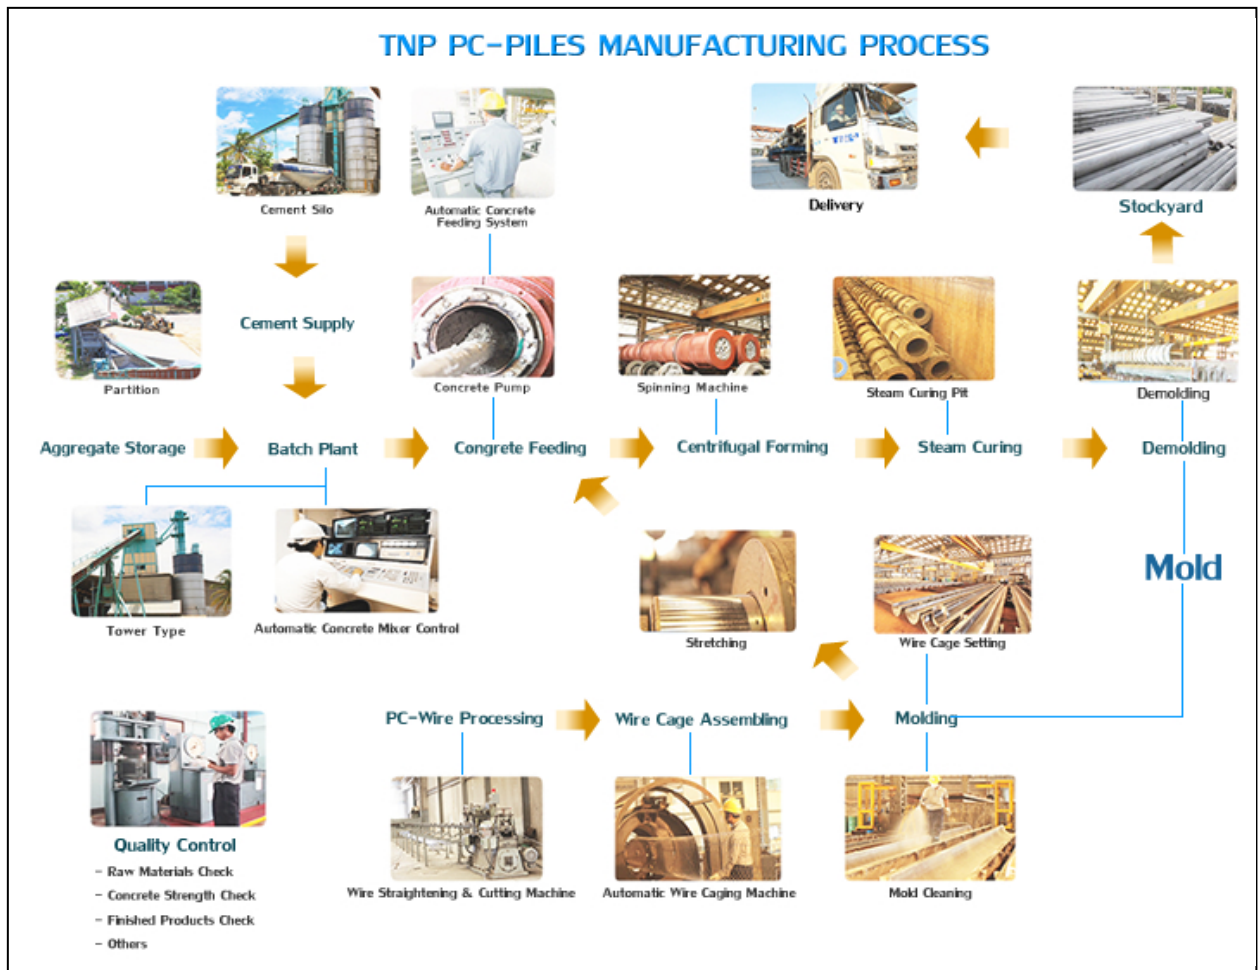 TNP PC-PILES MANUFACTURING PROCESS
Cement Silo
Automatic Concrete
Feeding System
Delivery
Stockyard
Partition
Cement Supply
Concrete Pump
Spinning Machine
Steam Curing Pit
Demolding
Aggregate Storage
Batch Plant
Congrete Feeding
Centrifugal Forming
Steam Curing
Demolding
Tower Type
Automatic Concrete Mixer Control
Stretching
Wire Cage Setting
Mold
PC-Wire Processing
Wire Cage Assembling
Molding
Quality Control
- Raw Materials Check
- Concrete Strength Check
- Finished Products Check
- Others
Wire Straightening & Cutting Machine
Automatic Wire Caging Machine
Mold Cleaning